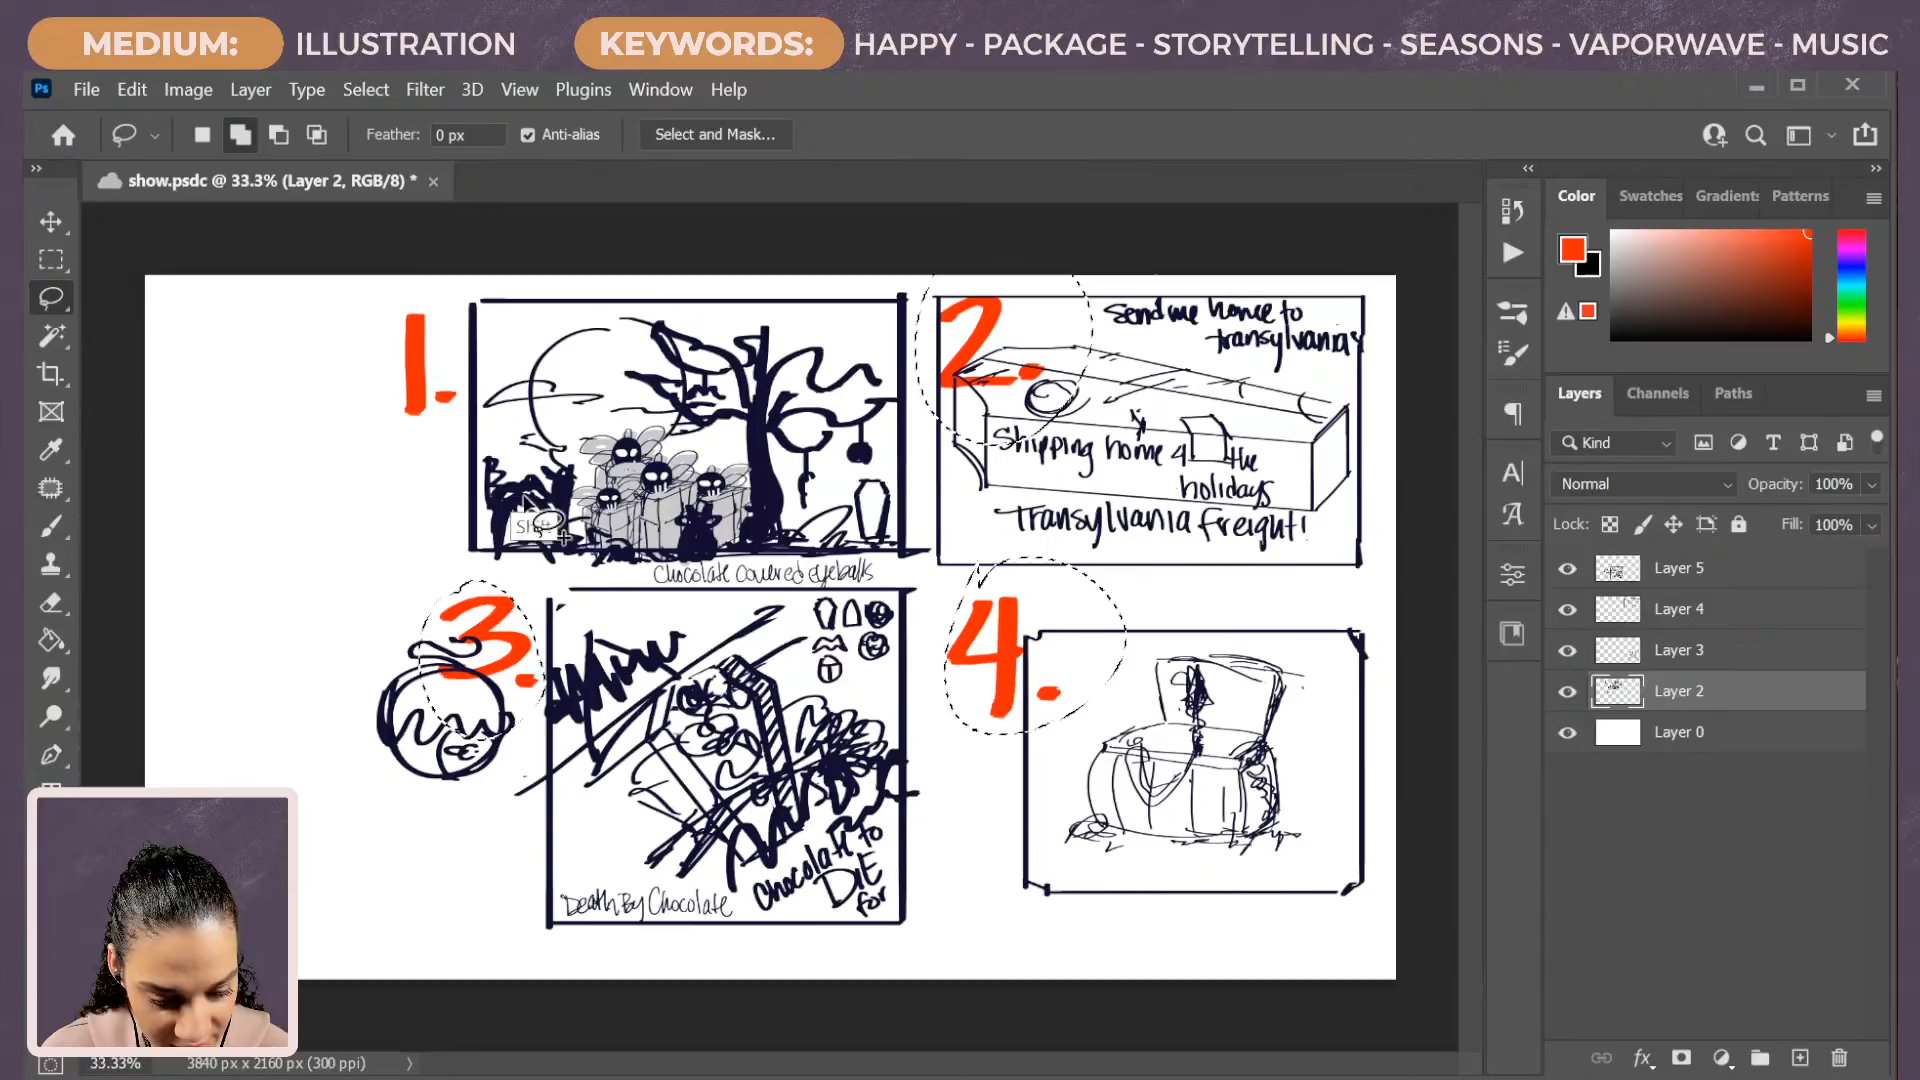 MEDIUM: ILLUSTRATION KEYWORDS: HAPPY - PACKAGE - STORYTELLING - SEASONS - VAPORWAVE - MUSIC
Ps File Edit Image Layer Type Select Filter 3D View Plugins Window Help
Feather: 0 px Anti-alias Select and Mask...
show.psdc @ 33.3% (Layer 2, RGB/8) *
1.
2.
Send me home to
transylvania
Shipping home 4 the
holidays
Transylvania freight!
Chocolate covered eyeballs
3.
4.
Chocolate to
DIE
for
Death By Chocolate
33.33% 3840 px x 2160 px (300 ppi)
Color Swatches Gradients Patterns
Layers Channels Paths
Kind
Normal Opacity: 100%
Lock: Fill: 100%
Layer 5
Layer 4
Layer 3
Layer 2
Layer 0
fx